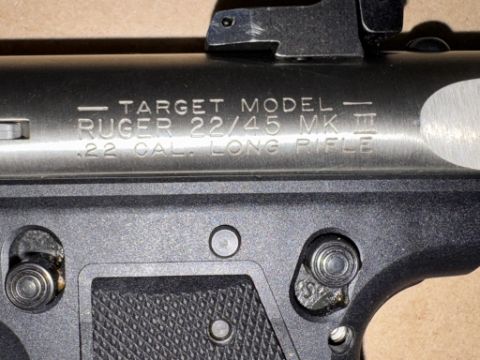 — TARGET MODEL —
RUGER 22/45 MK III
.22 CAL. LONG RIFLE
S